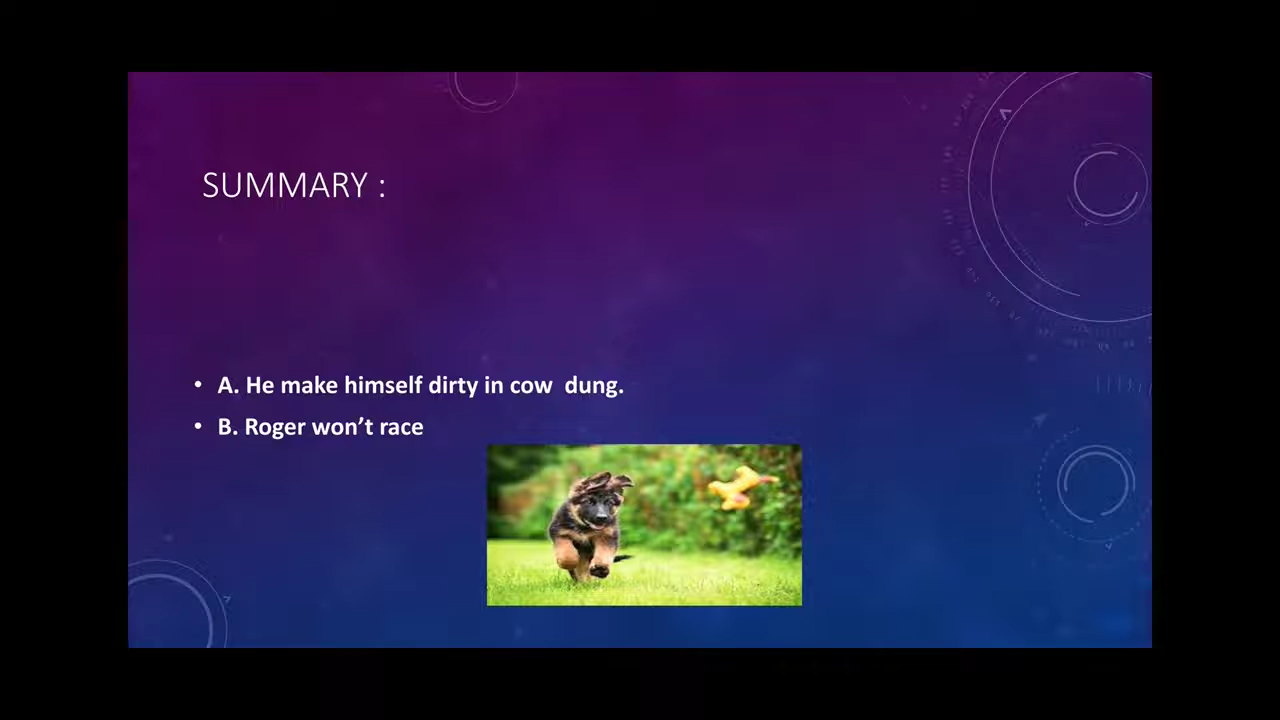 SUMMARY :
• A. He make himself dirty in cow  dung.
• B. Roger won’t race